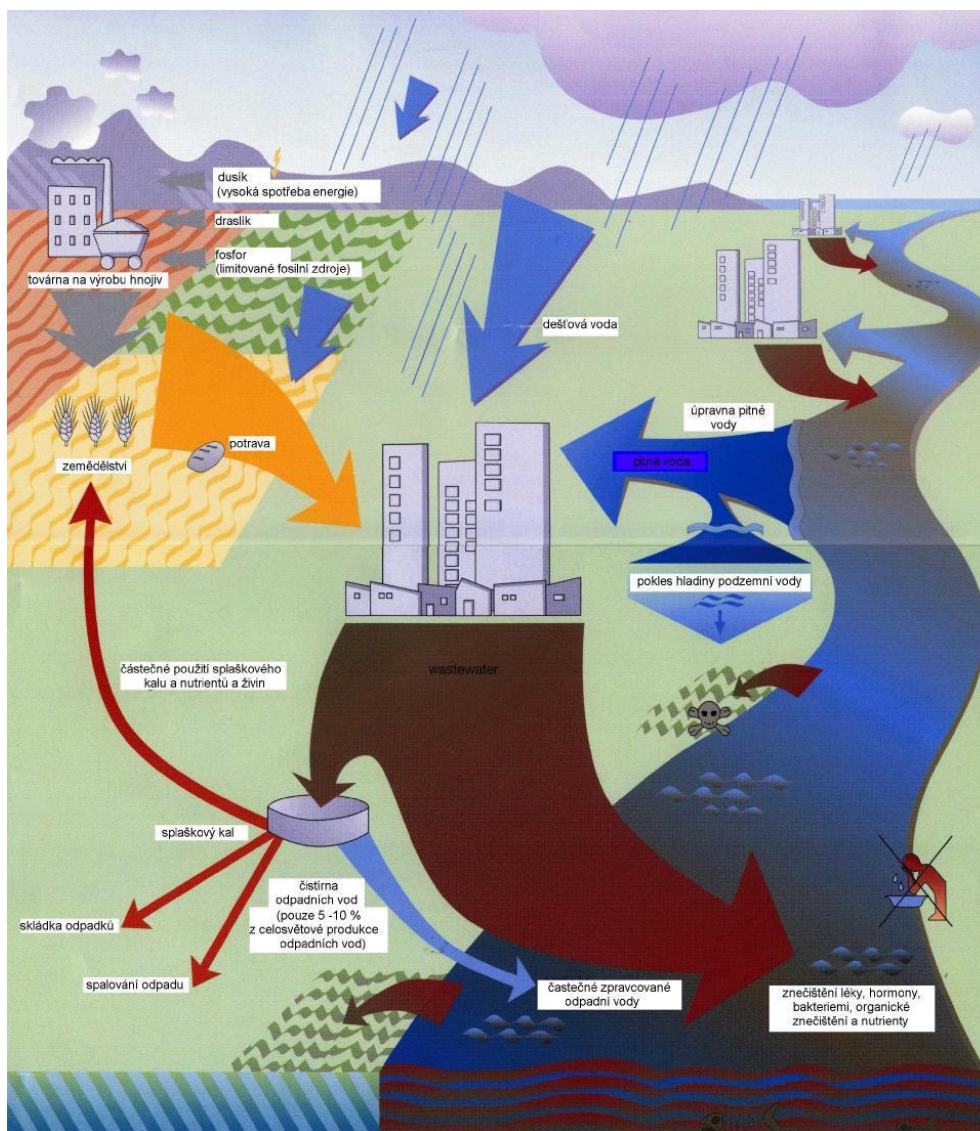 dusík
(vysoká spotřeba energie)
draslík
fosfor
(limitované fosilní zdroje)
továrna na výrobu hnojiv
dešťová voda
úpravna pitné
vody
potrava
pitná voda
zemědělství
pokles hladiny podzemní vody
částečné použití splaškového
kalu a nutrientů a živin
wastewater
splaškový kal
čistírna
odpadních vod
(pouze 5 -10 %
z celosvětové produkce
odpadních vod)
skládka odpadků
spalování odpadu
častečné zpravcované
odpadní vody
znečištění léky, hormony,
bakteriemi, organické
znečištění a nutrienty